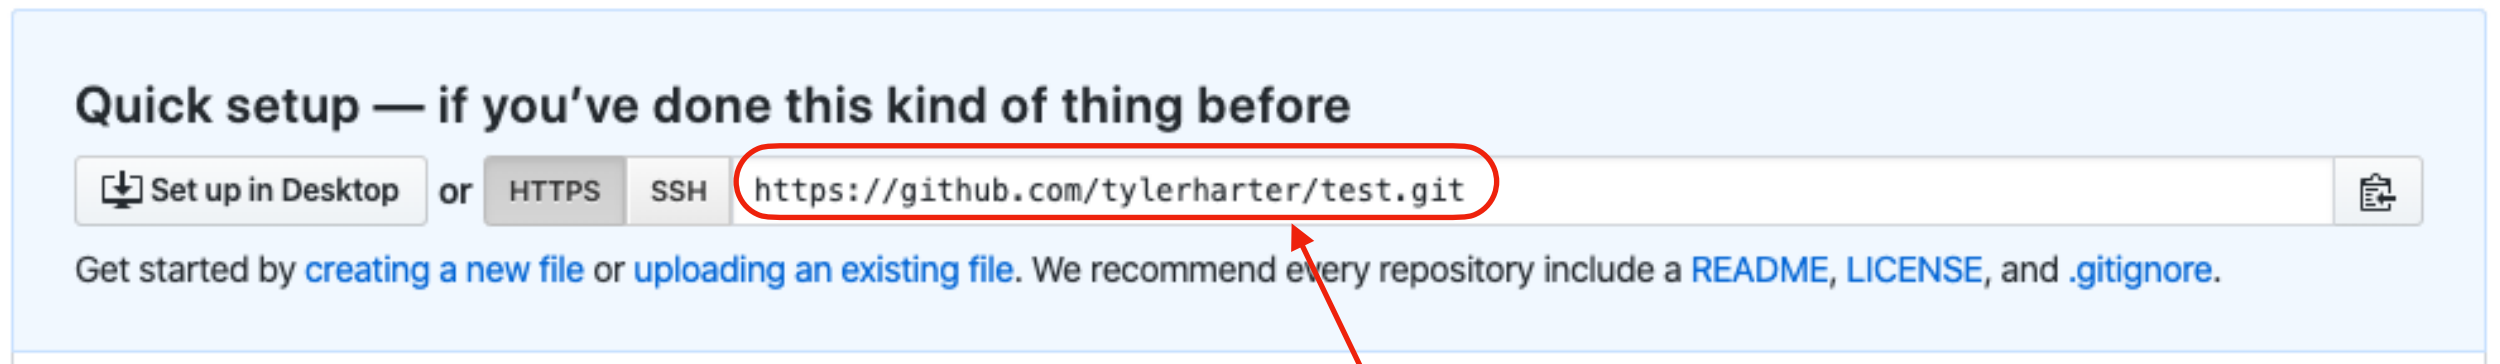 Quick setup — if you’ve done this kind of thing before
Set up in Desktop or HTTPS SSH https://github.com/tylerharter/test.git
Get started by creating a new file or uploading an existing file. We recommend every repository include a README, LICENSE, and .gitignore.